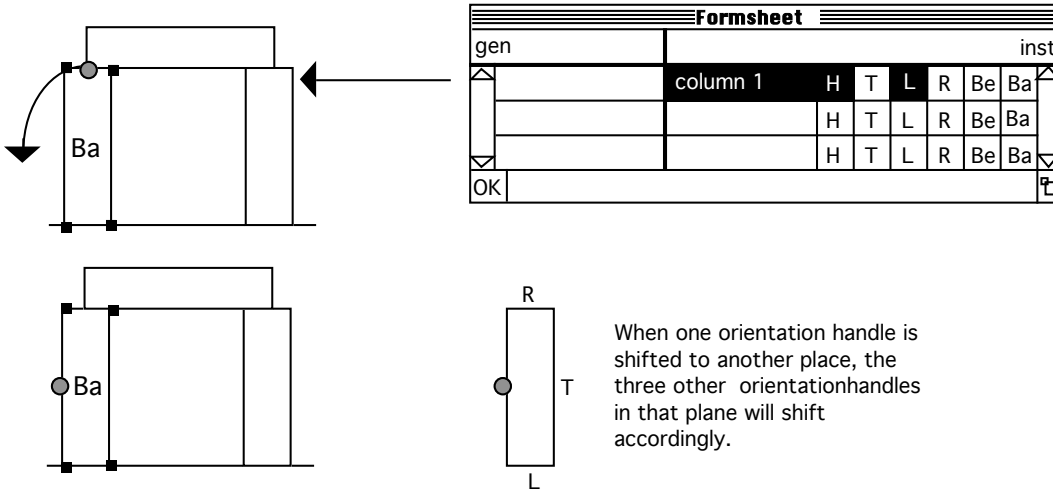 Formsheet
gen inst
column 1 H T L R Be Ba
H T L R Be Ba
H T L R Be Ba
OK
Ba
Ba
R
T
L
When one orientation handle is
shifted to another place, the
three other orientationhandles
in that plane will shift
accordingly.